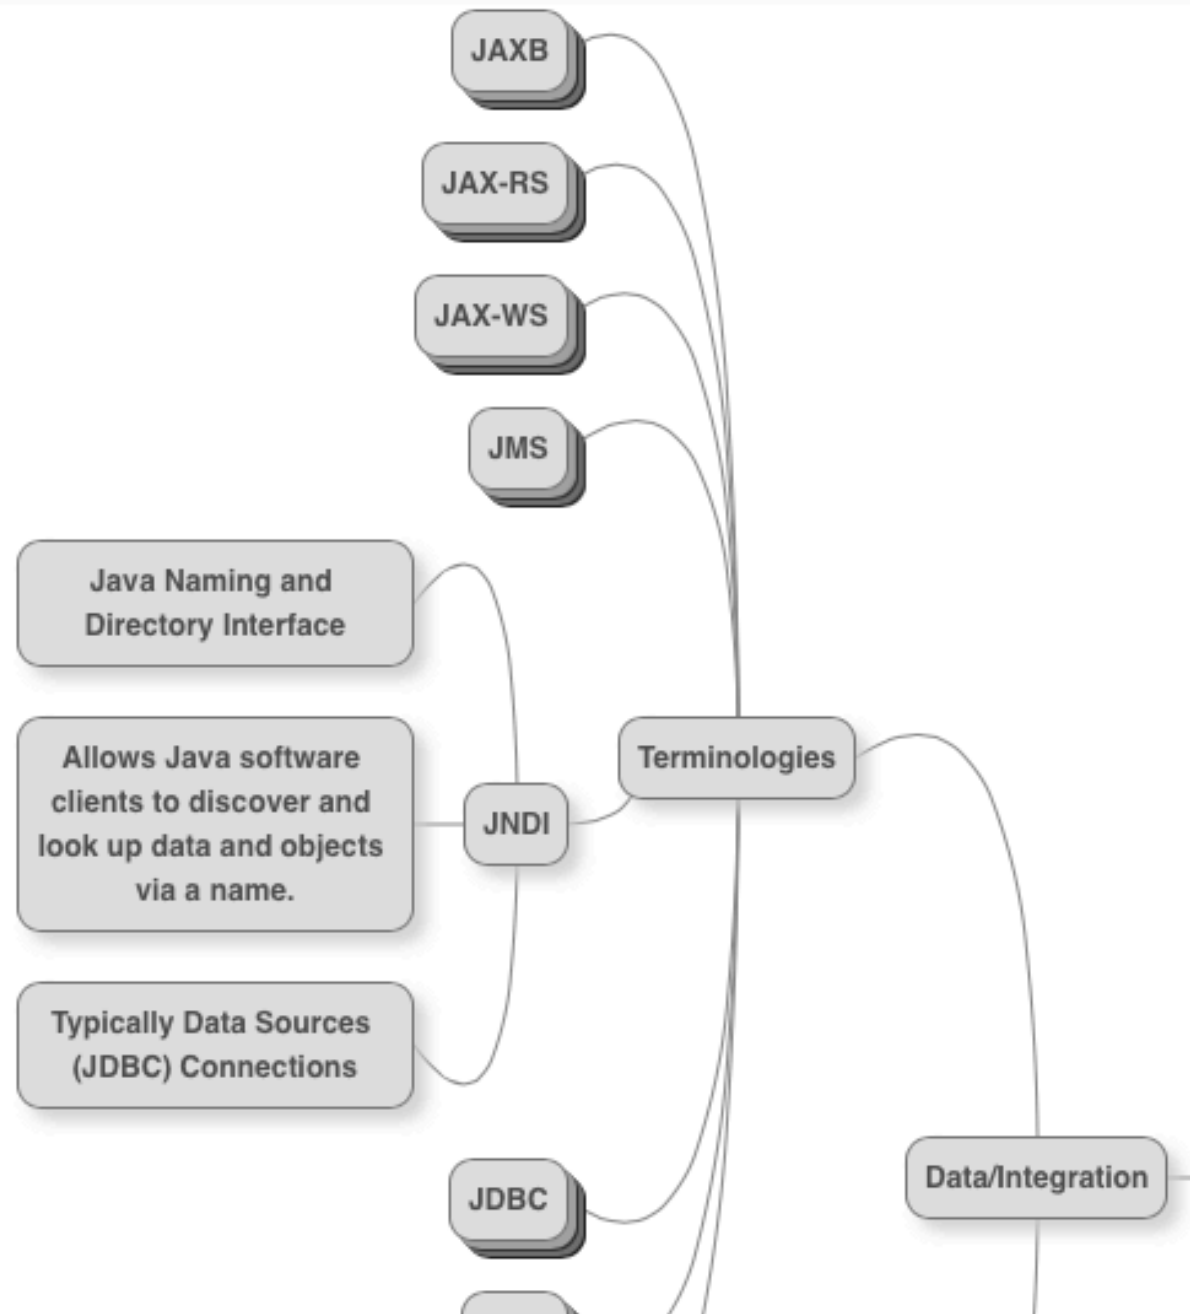 JAXB
JAX-RS
JAX-WS
JMS
Java Naming and
Directory Interface
Allows Java software
clients to discover and
look up data and objects
via a name.
Typically Data Sources
(JDBC) Connections
JNDI
Terminologies
JDBC
Data/Integration